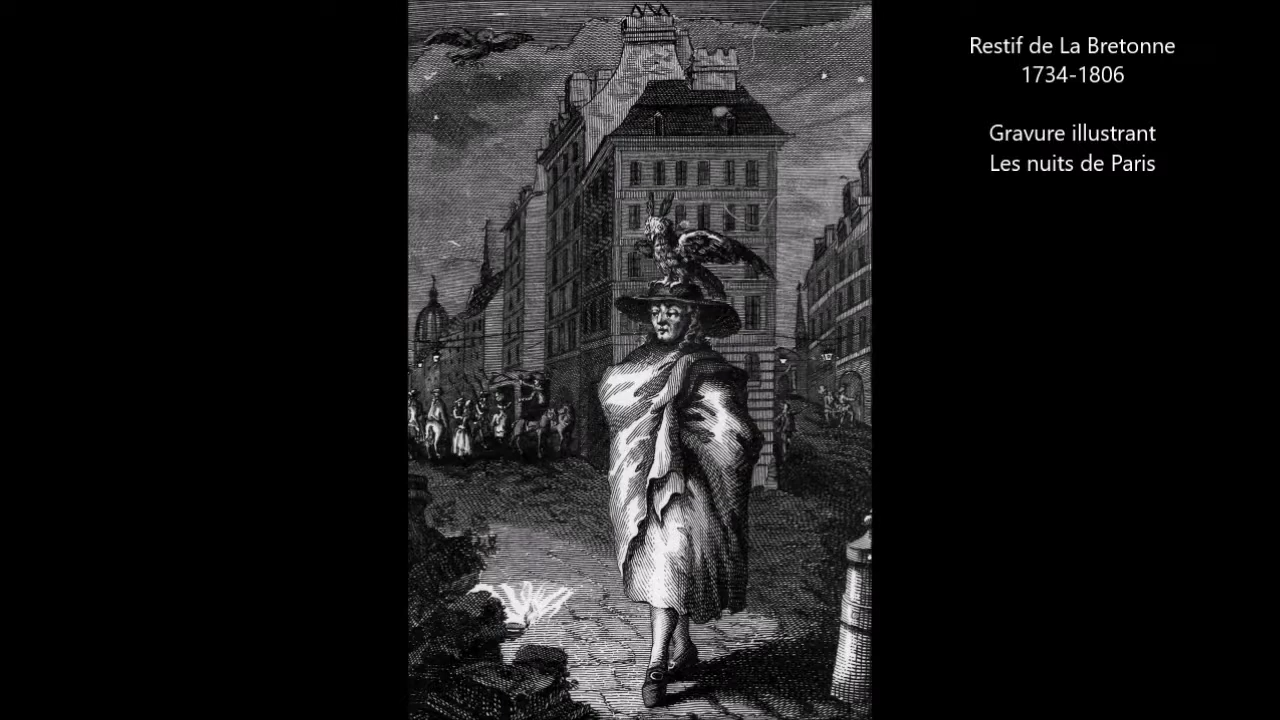 Restif de La Bretonne
1734-1806
Gravure illustrant
Les nuits de Paris